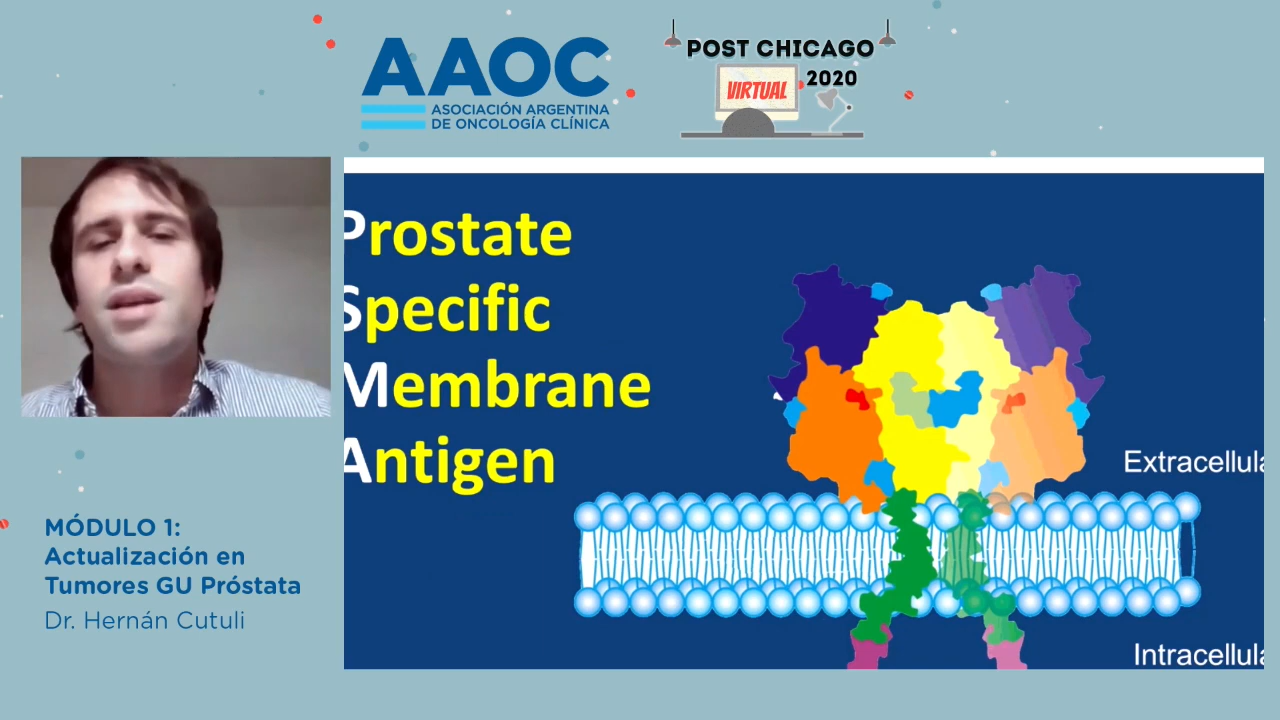 AAOC
ASOCIACIÓN ARGENTINA
DE ONCOLOGÍA CLÍNICA
POST CHICAGO
VIRTUAL
2020
Prostate
Specific
Membrane
Antigen
Extracellula
Intracellula
MÓDULO 1:
Actualización en
Tumores GU Próstata
Dr. Hernán Cutuli